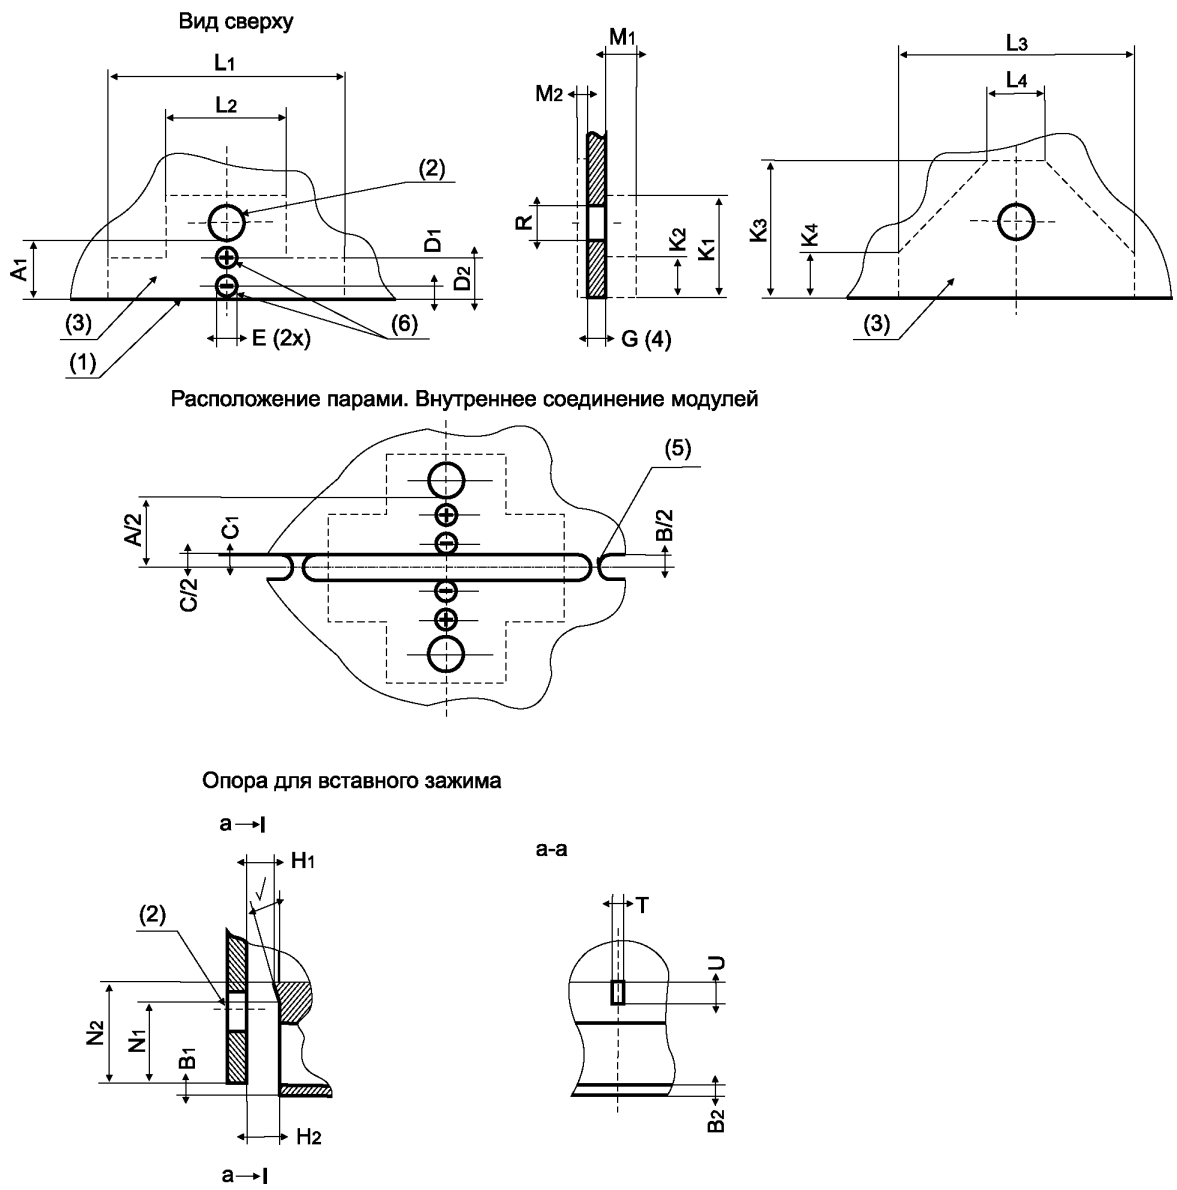 Вид сверху
L1
L2
(2)
A1
D1
D2
(3)
(1)
E (2x)
(6)
M1
M2
R
K2
K1
G (4)
L3
L4
K3
K4
(3)
Расположение парами. Внутреннее соединение модулей
(5)
A/2
C1
C/2
B/2
Опора для вставного зажима
a
H1
(2)
N2
N1
B1
H2
a
a-a
T
U
B2